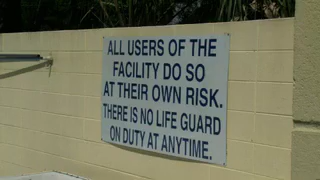 ALL USERS OF THE
FACILITY DO SO
AT THEIR OWN RISK.
THERE IS NO LIFE GUARD
ON DUTY AT ANYTIME.